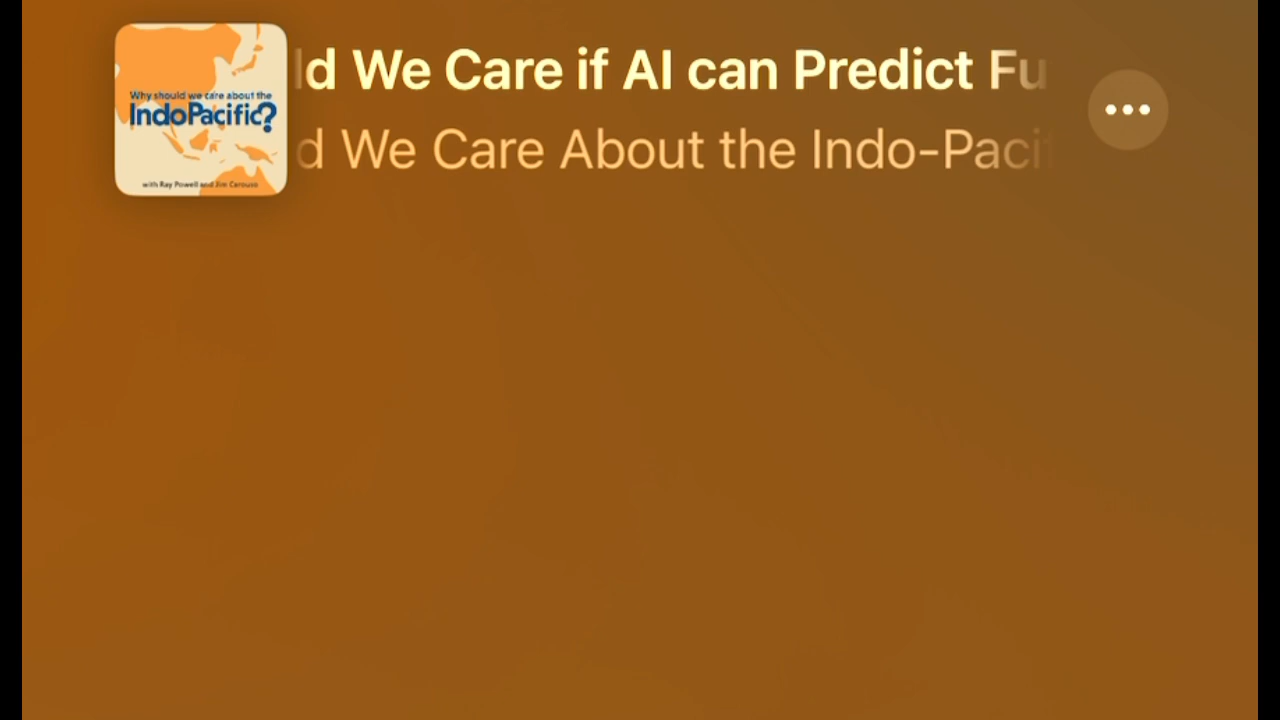 ld We Care if AI can Predict Fu
d We Care About the Indo-Pacif
Why should we care about the
IndoPacific?
with Ray Powell and Jim Carouso